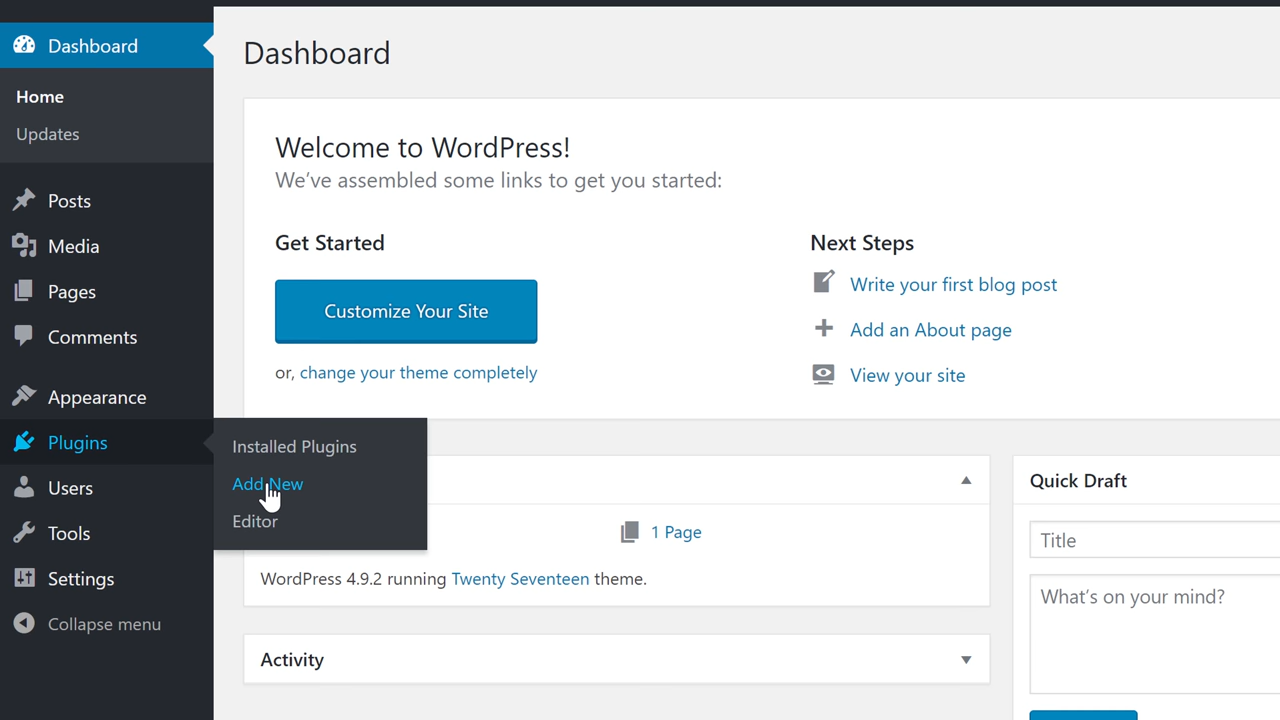 Dashboard
Home
Updates
Posts
Media
Pages
Comments
Appearance
Plugins
Users
Tools
Settings
Collapse menu
Installed Plugins
Add New
Editor
Dashboard
Welcome to WordPress!
We've assembled some links to get you started:
Get Started
Customize Your Site
or, change your theme completely
Next Steps
Write your first blog post
Add an About page
View your site
1 Page
WordPress 4.9.2 running Twenty Seventeen theme.
Activity
Quick Draft
Title
What's on your mind?